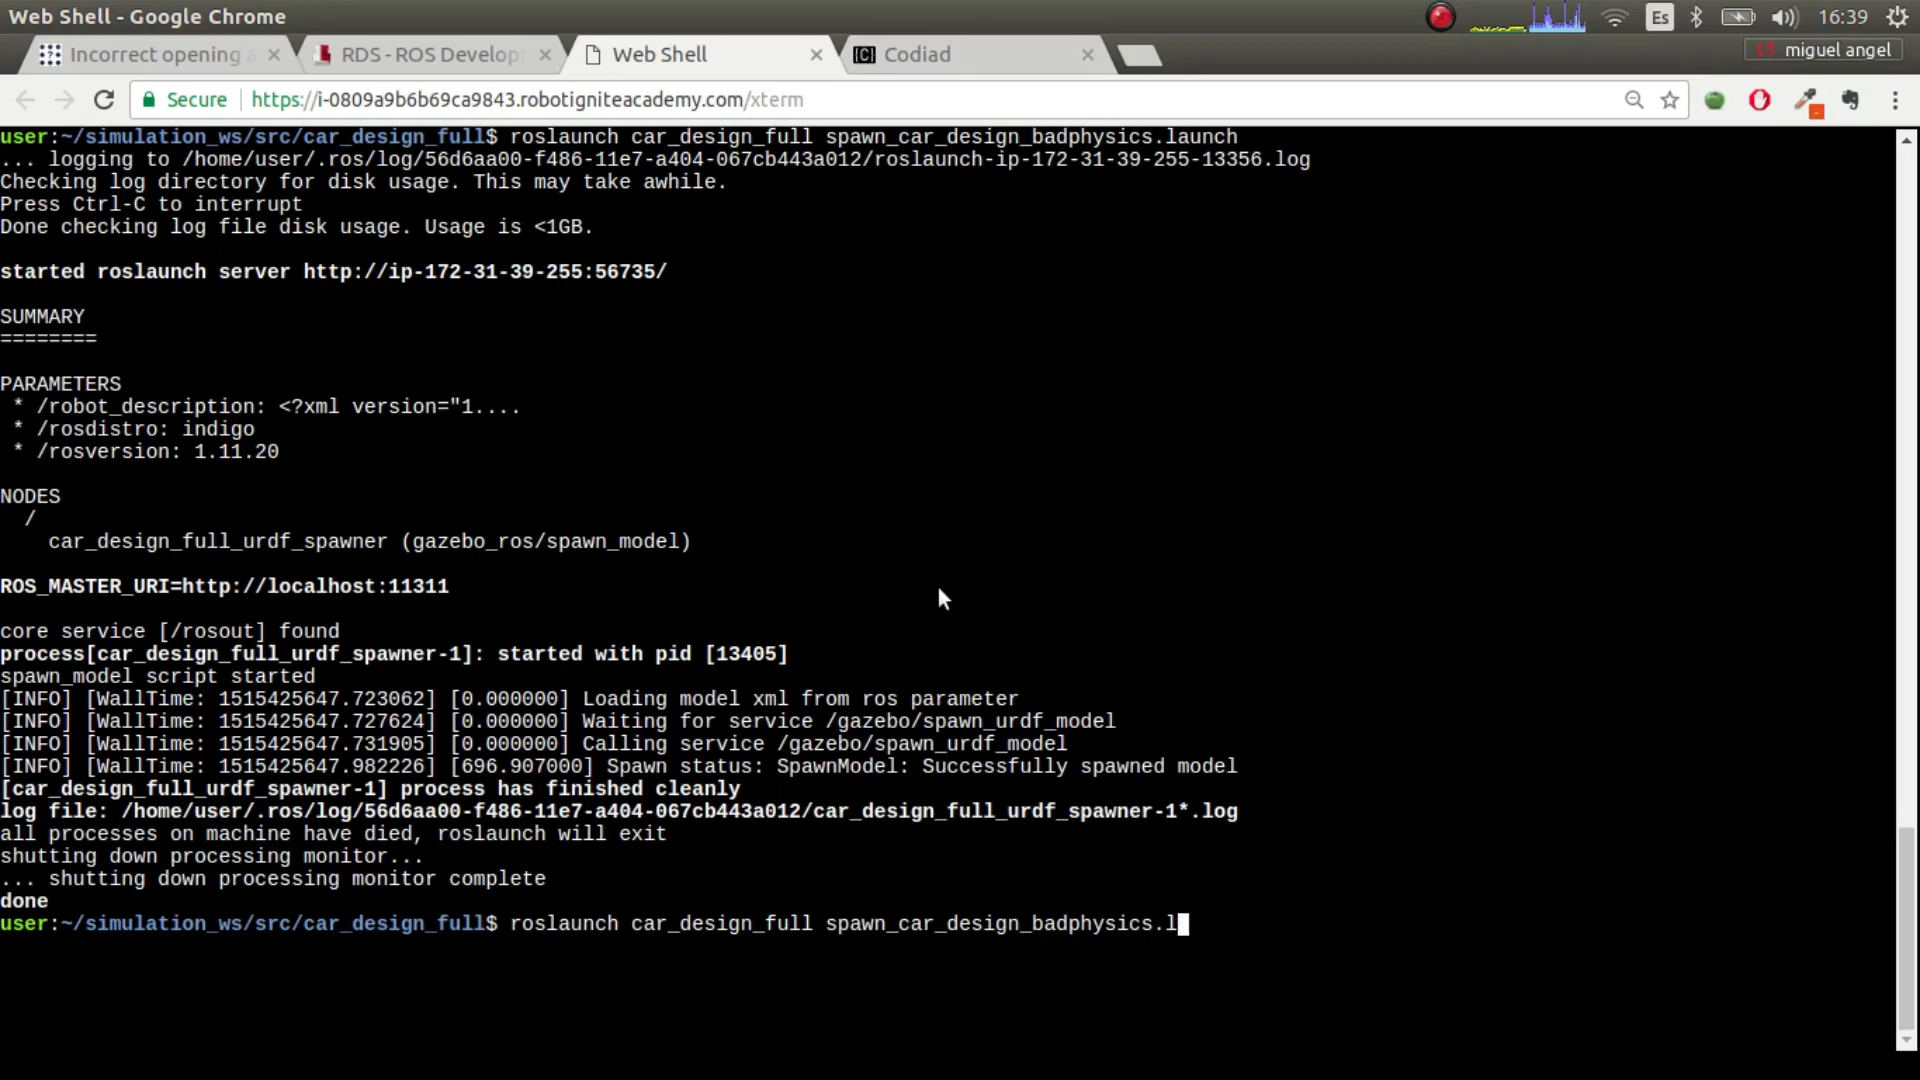 Web Shell - Google Chrome
Es
16:39
Incorrect opening a
RDS - ROS Develop
Web Shell
Codiad
miguel angel
Secure
https://i-0809a9b6b69ca9843.robotigniteacademy.com/xterm
user:~/simulation_ws/src/car_design_full$ roslaunch car_design_full spawn_car_design_badphysics.launch
... logging to /home/user/.ros/log/56d6aa00-f486-11e7-a404-067cb443a012/roslaunch-ip-172-31-39-255-13356.log
Checking log directory for disk usage. This may take awhile.
Press Ctrl-C to interrupt
Done checking log file disk usage. Usage is <1GB.
started roslaunch server http://ip-172-31-39-255:56735/
SUMMARY
========
PARAMETERS
* /robot_description: <?xml version="1....
* /rosdistro: indigo
* /rosversion: 1.11.20
NODES
/
car_design_full_urdf_spawner (gazebo_ros/spawn_model)
ROS_MASTER_URI=http://localhost:11311
core service [/rosout] found
process[car_design_full_urdf_spawner-1]: started with pid [13405]
spawn_model script started
[INFO] [WallTime: 1515425647.723062] [0.000000] Loading model xml from ros parameter
[INFO] [WallTime: 1515425647.727624] [0.000000] Waiting for service /gazebo/spawn_urdf_model
[INFO] [WallTime: 1515425647.731905] [0.000000] Calling service /gazebo/spawn_urdf_model
[INFO] [WallTime: 1515425647.982226] [696.907000] Spawn status: SpawnModel: Successfully spawned model
[car_design_full_urdf_spawner-1] process has finished cleanly
log file: /home/user/.ros/log/56d6aa00-f486-11e7-a404-067cb443a012/car_design_full_urdf_spawner-1*.log
all processes on machine have died, roslaunch will exit
shutting down processing monitor...
... shutting down processing monitor complete
done
user:~/simulation_ws/src/car_design_full$ roslaunch car_design_full spawn_car_design_badphysics.l